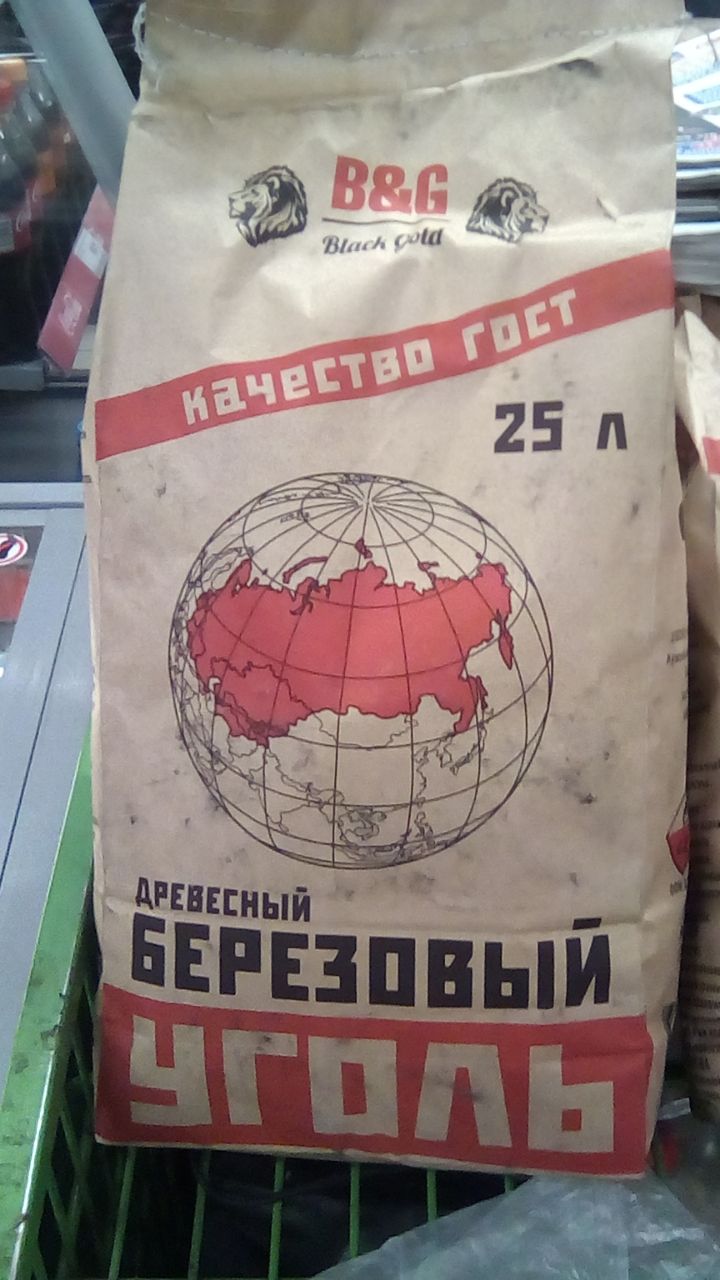 B&G
Black Gold
качество гост
25 л
ДРЕВЕСНЫЙ
БЕРЕЗОВЫЙ
УГОЛЬ